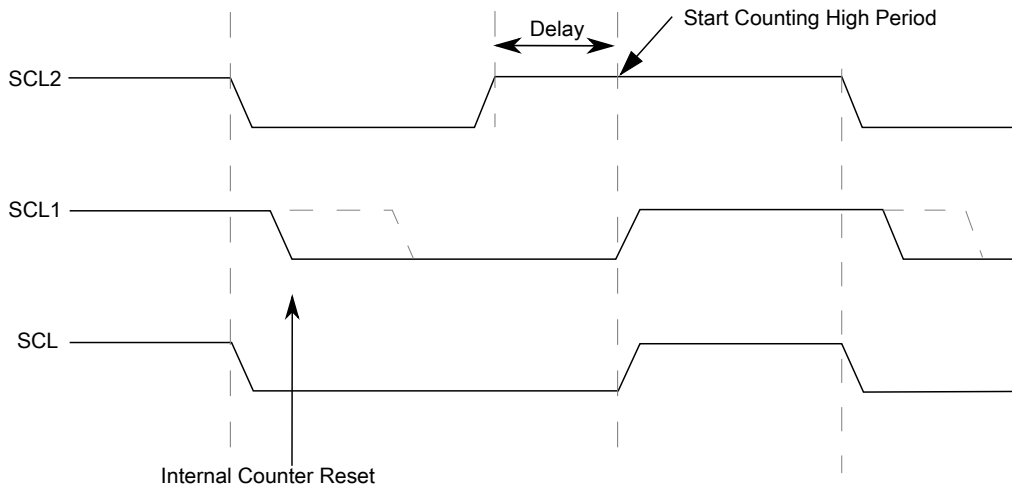 Delay
Start Counting High Period
SCL2
SCL1
SCL
Internal Counter Reset